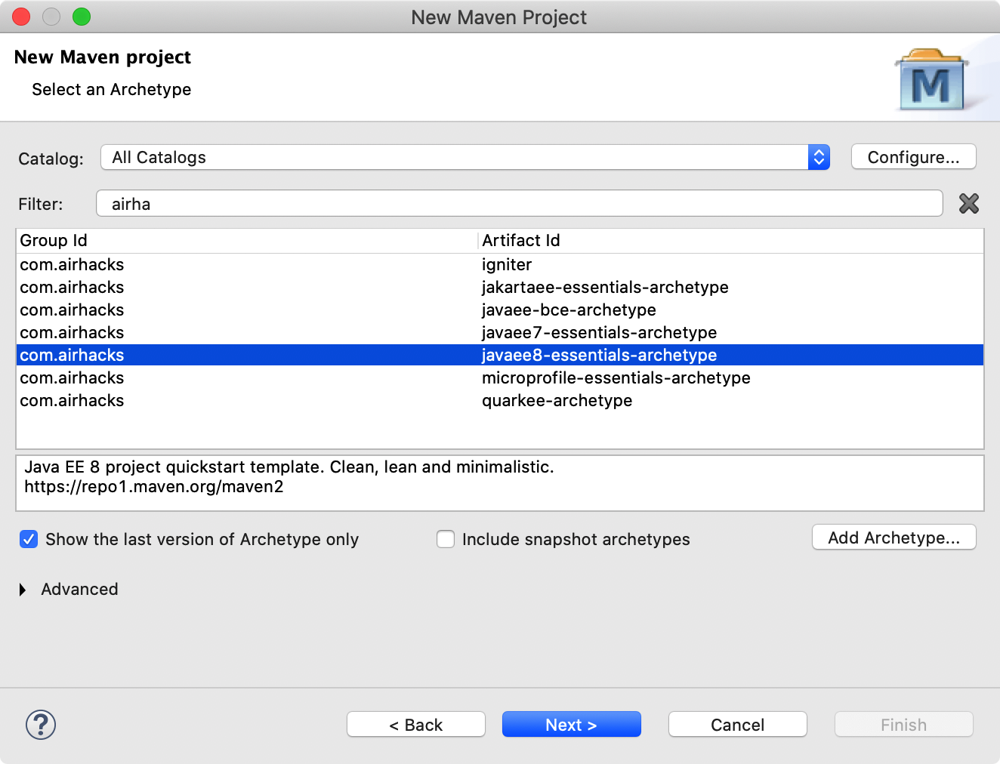 New Maven Project
New Maven project
Select an Archetype
M
Catalog: All Catalogs Configure...
Filter: airha
Group Id Artifact Id
com.airhacks igniter
com.airhacks jakartaee-essentials-archetype
com.airhacks javaee-bce-archetype
com.airhacks javaee7-essentials-archetype
com.airhacks javaee8-essentials-archetype
com.airhacks microprofile-essentials-archetype
com.airhacks quarkee-archetype
Java EE 8 project quickstart template. Clean, lean and minimalistic.
https://repo1.maven.org/maven2
Show the last version of Archetype only Include snapshot archetypes Add Archetype...
Advanced
? < Back Next > Cancel Finish